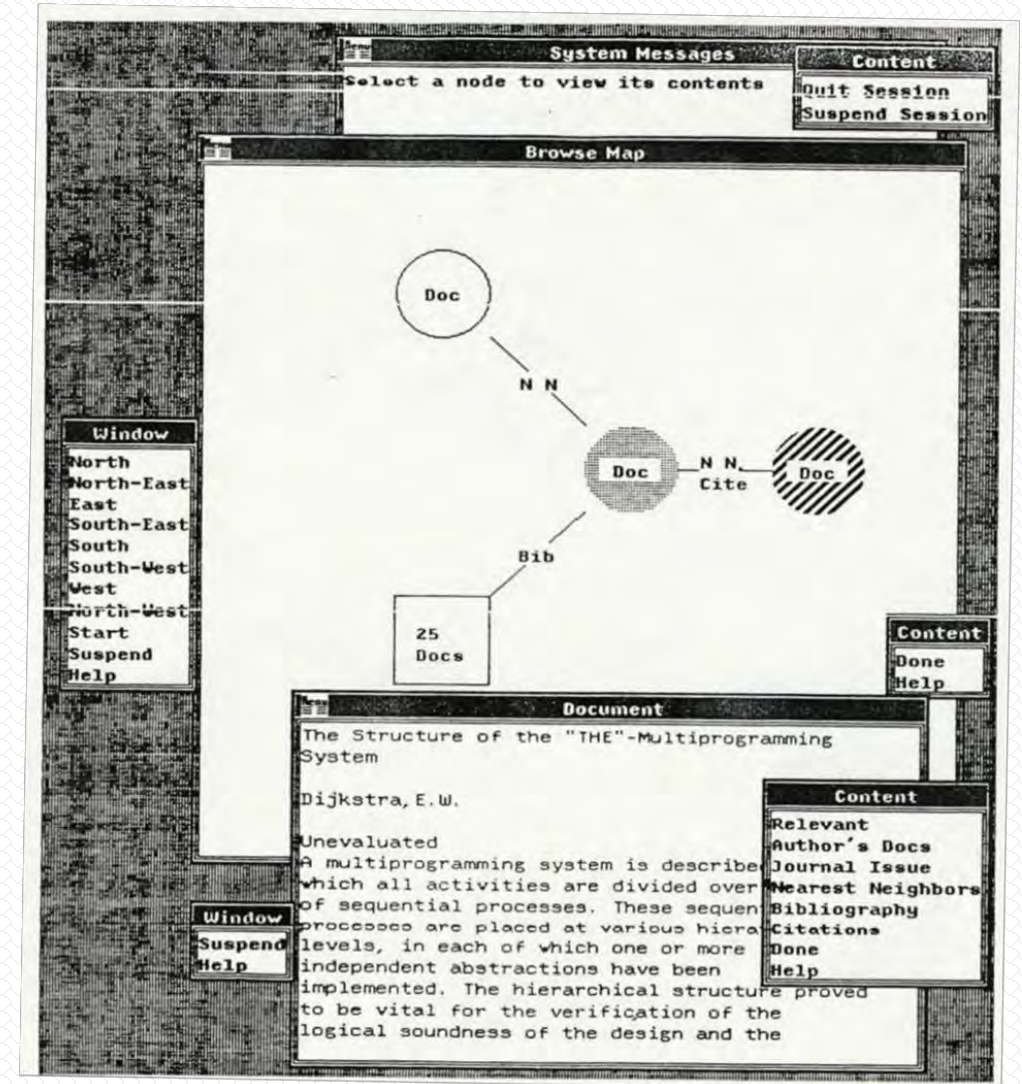 System Messages
Select a node to view its contents
Content
Quit Session
Suspend Session
Browse Map
Doc
N N
Doc
N N
Cite
Doc
Bib
25
Docs
Window
North
North-East
East
South-East
South
South-West
West
North-West
Start
Suspend
Help
Content
Done
Help
Menu
Document
The Structure of the "THE"-Multiprogramming
System
Dijkstra, E.W.
Unevaluated
A multiprogramming system is describe
which all activities are divided over
of sequential processes. These sequen
processes are placed at various hiera
levels, in each of which one or more
independent abstractions have been
implemented. The hierarchical structure proved
to be vital for the verification of the
logical soundness of the design and the
Content
Relevant
Author's Docs
Journal Issue
Nearest Neighbors
Bibliography
Citations
Done
Help
Window
Suspend
Help